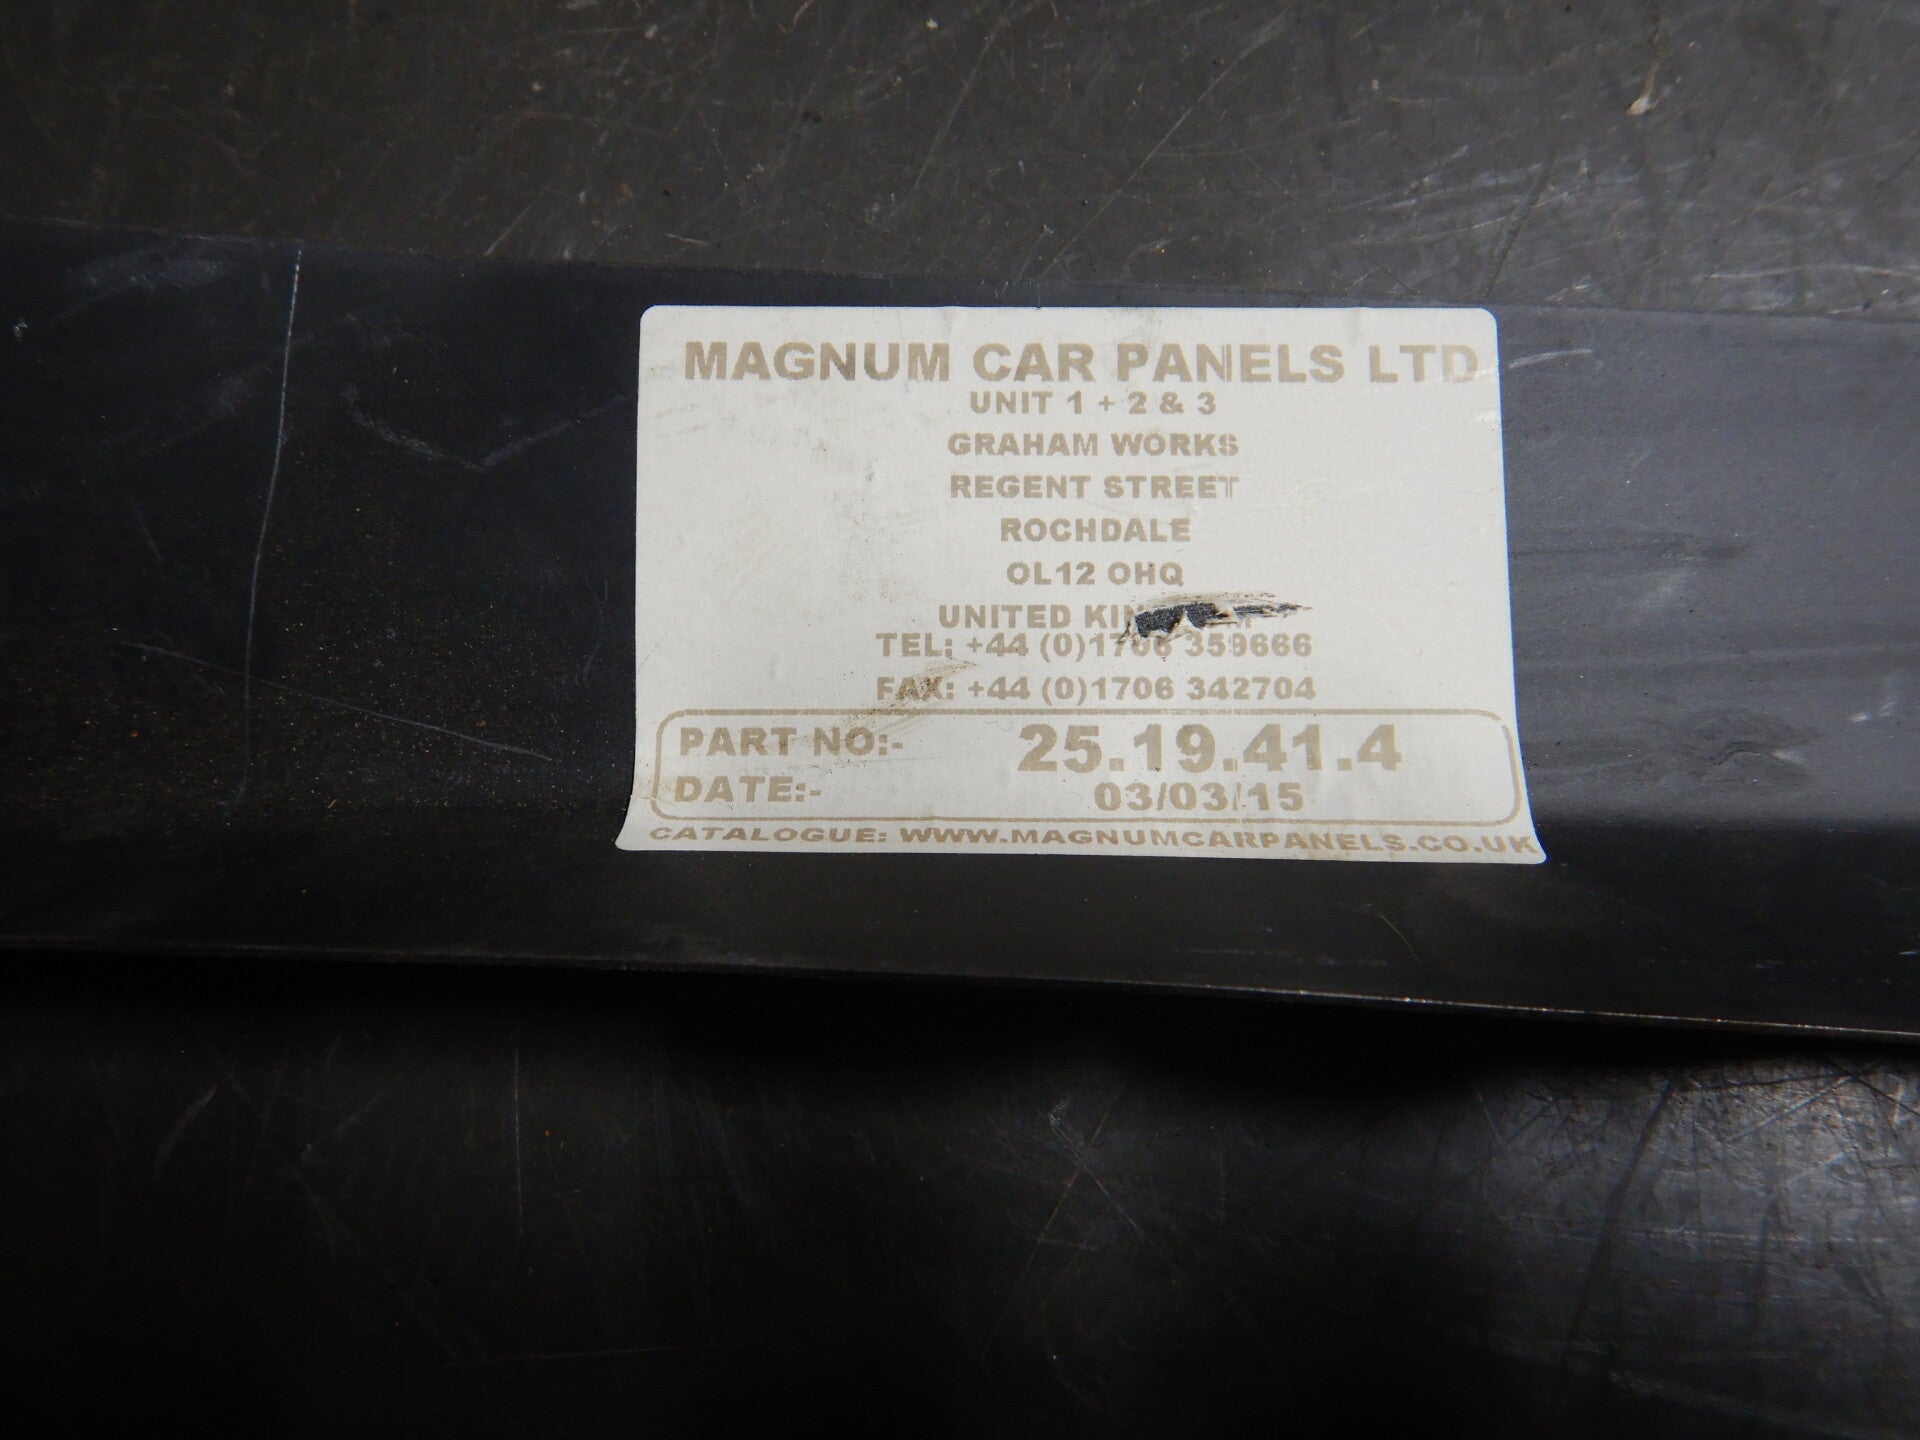 MAGNUM CAR PANELS LTD
UNIT 1 + 2 & 3
GRAHAM WORKS
REGENT STREET
ROCHDALE
OL12 OHQ
UNITED
TEL: +44 (0)1706 359666
FAX: +44 (0)1706 342704
PART NO:- 25.19.41.4
DATE:- 03/03/15
CATALOGUE: WWW.MAGNUMCARPANELS.CO.UK